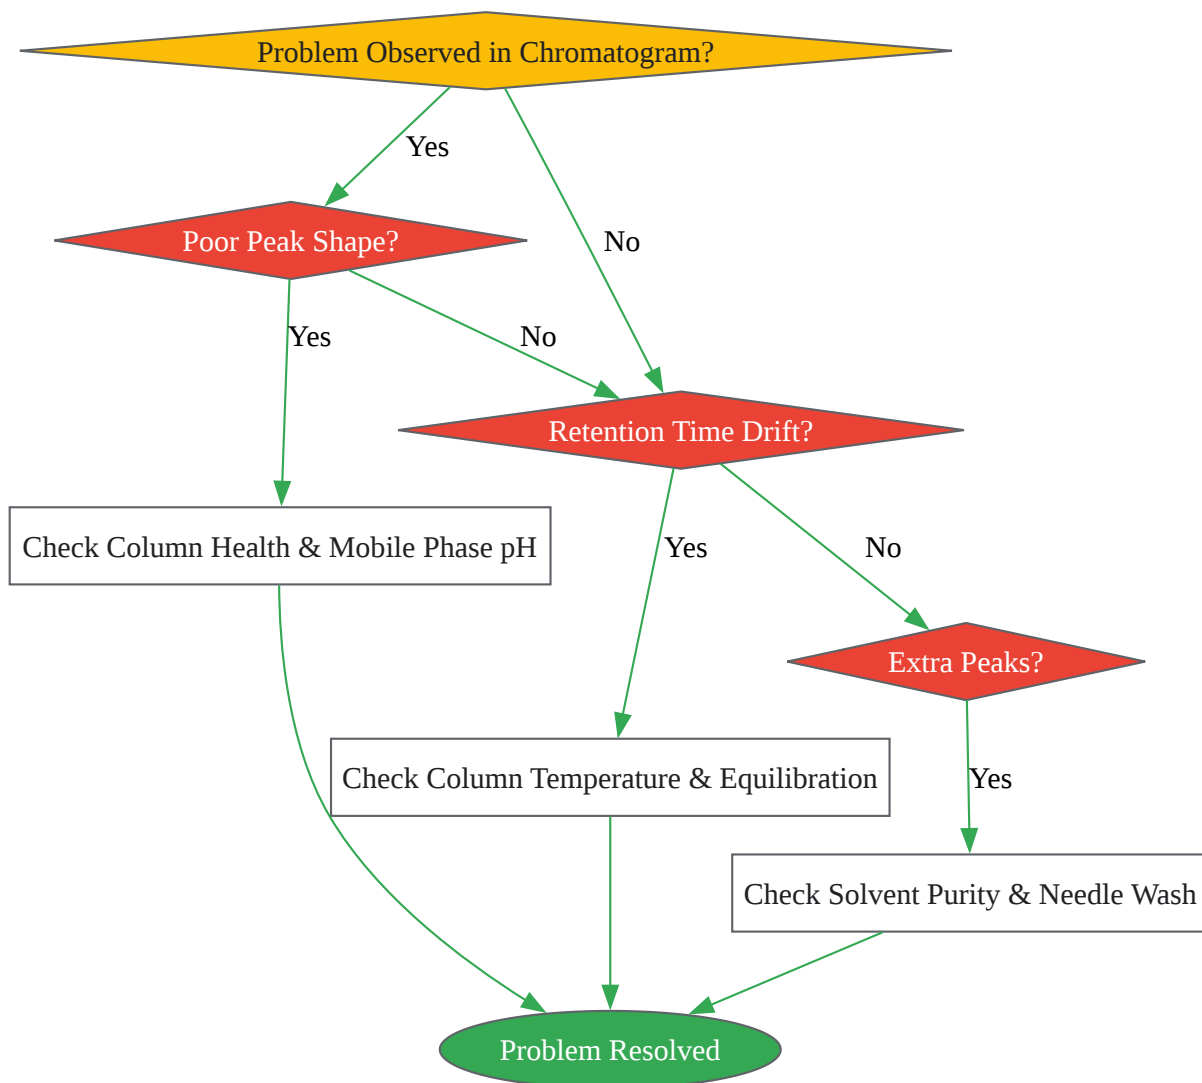 Problem Observed in Chromatogram?
Yes
No
Poor Peak Shape?
Yes
No
Retention Time Drift?
Yes
No
Check Column Health & Mobile Phase pH
Extra Peaks?
Yes
Check Column Temperature & Equilibration
Check Solvent Purity & Needle Wash
Problem Resolved